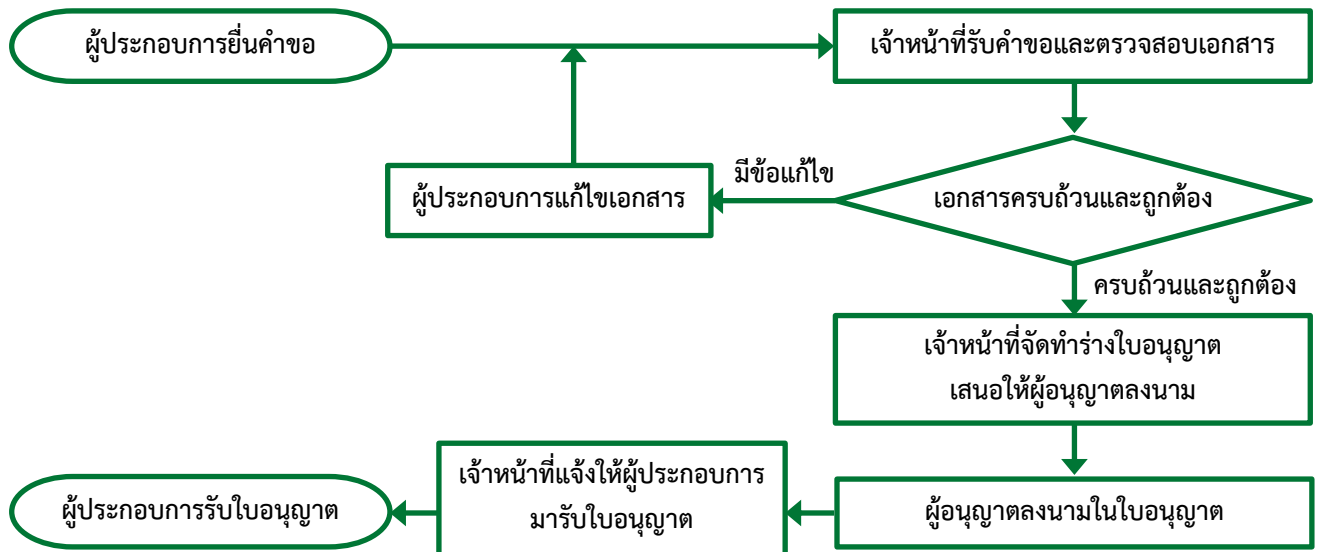 ผู้ประกอบการยื่นคำขอ
เจ้าหน้าที่รับคำขอและตรวจสอบเอกสาร
มีข้อแก้ไข
ผู้ประกอบการแก้ไขเอกสาร
เอกสารครบถ้วนและถูกต้อง
ครบถ้วนและถูกต้อง
เจ้าหน้าที่จัดทำร่างใบอนุญาต
เสนอให้ผู้อนุญาตลงนาม
ผู้อนุญาตลงนามในใบอนุญาต
เจ้าหน้าที่แจ้งให้ผู้ประกอบการ
มารับใบอนุญาต
ผู้ประกอบการรับใบอนุญาต